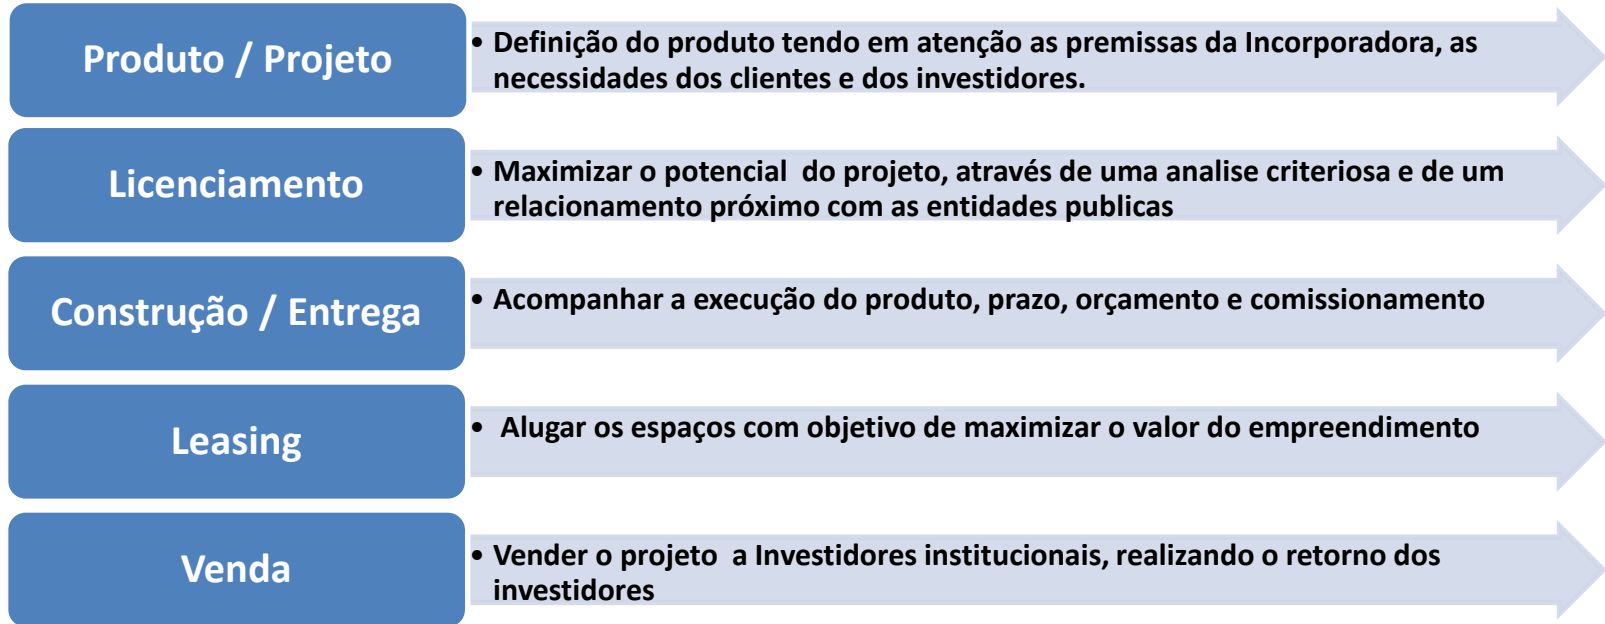 Produto / Projeto
• Definição do produto tendo em atenção as premissas da Incorporadora, as
necessidades dos clientes e dos investidores.
Licenciamento
• Maximizar o potencial do projeto, através de uma analise criteriosa e de um
relacionamento próximo com as entidades publicas
Construção / Entrega
• Acompanhar a execução do produto, prazo, orçamento e comissionamento
Leasing
• Alugar os espaços com objetivo de maximizar o valor do empreendimento
Venda
• Vender o projeto a Investidores institucionais, realizando o retorno dos
investidores